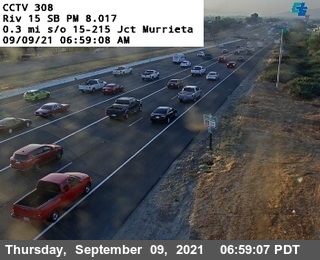 CCTV 308
Riv 15 SB PM 8.017
0.3 mi s/o 15-215 Jct Murrieta
09/09/21 06:59:08 AM
Thursday, September 09, 2021 06:59:07 PDT